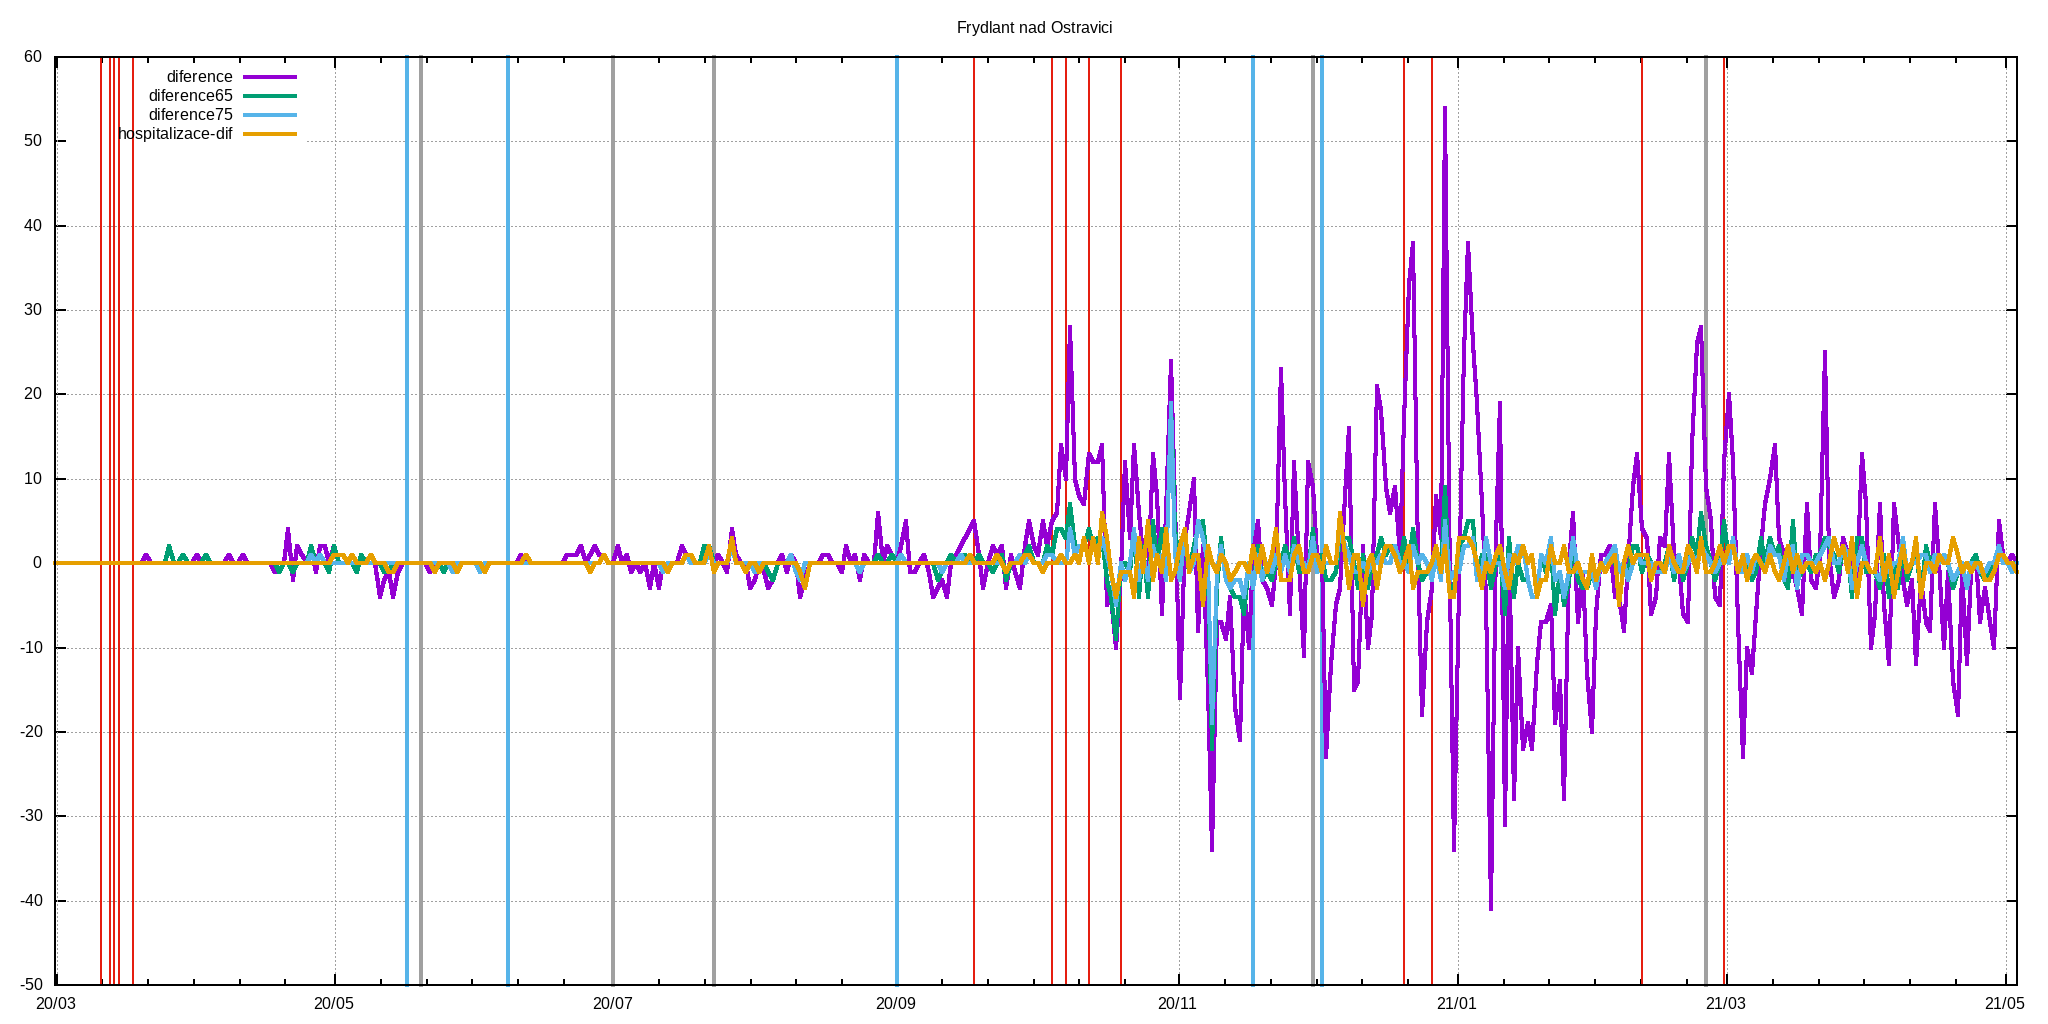 Frydlant nad Ostravici
60
50
40
30
20
10
0
-10
-20
-30
-40
-50
diference
diference65
diference75
hospitalizace-dif
20/03 20/05 20/07 20/09 20/11 21/01 21/03 21/05